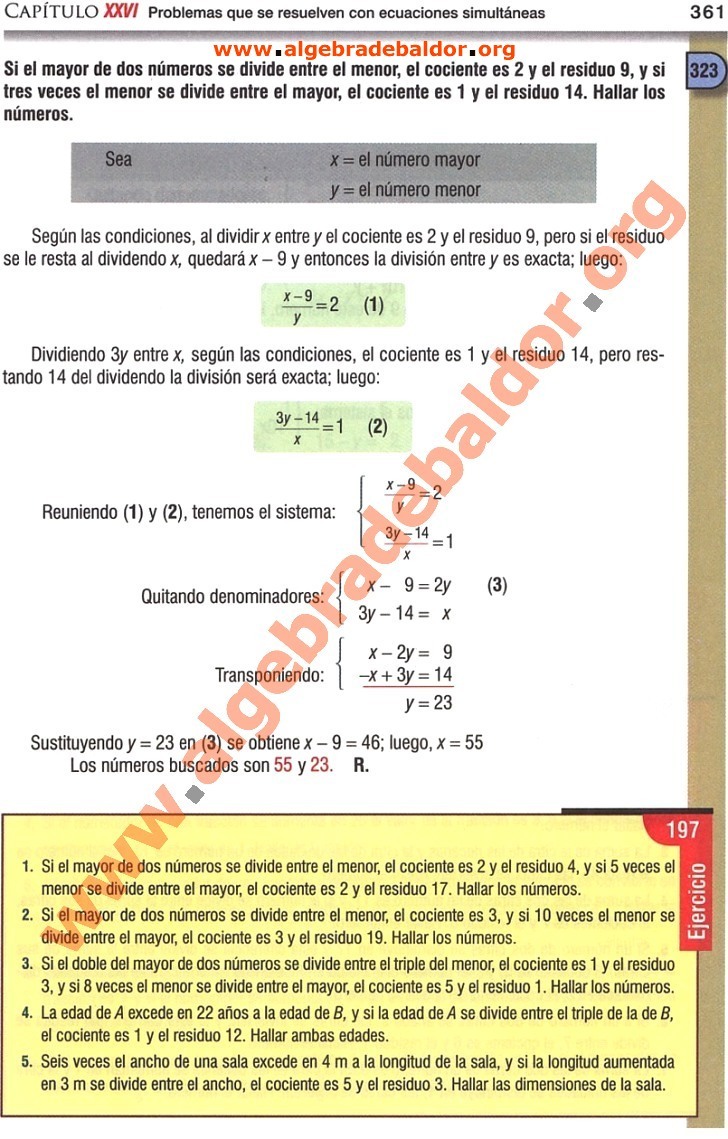 CAPÍTULO XXVI Problemas que se resuelven con ecuaciones simultáneas 361
www.algebradebaldor.org
Si el mayor de dos números se divide entre el menor, el cociente es 2 y el residuo 9, y si 323
tres veces el menor se divide entre el mayor, el cociente es 1 y el residuo 14. Hallar los
números.
Sea x = el número mayor
y = el número menor
Según las condiciones, al dividir x entre y el cociente es 2 y el residuo 9, pero si el residuo
se le resta al dividendo x, quedará x – 9 y entonces la división entre y es exacta; luego:
x – 9
/ y = 2 (1)
Dividiendo 3y entre x, según las condiciones, el cociente es 1 y el residuo 14, pero res-
tando 14 del dividendo la división será exacta; luego:
3y – 14
/ x = 1 (2)
x – 9
/ y = 2
Reuniendo (1) y (2), tenemos el sistema:
3y – 14
/ x = 1
Quitando denominadores: x – 9 = 2y (3)
3y – 14 = x
Transponiendo: x – 2y = 9
–x + 3y = 14
y = 23
Sustituyendo y = 23 en (3) se obtiene x – 9 = 46; luego, x = 55
Los números buscados son 55 y 23. R.
www.algebradebaldor.org
197
Ejercicio
1. Si el mayor de dos números se divide entre el menor, el cociente es 2 y el residuo 4, y si 5 veces el
menor se divide entre el mayor, el cociente es 2 y el residuo 17. Hallar los números.
2. Si el mayor de dos números se divide entre el menor, el cociente es 3, y si 10 veces el menor se
divide entre el mayor, el cociente es 3 y el residuo 19. Hallar los números.
3. Si el doble del mayor de dos números se divide entre el triple del menor, el cociente es 1 y el residuo
3, y si 8 veces el menor se divide entre el mayor, el cociente es 5 y el residuo 1. Hallar los números.
4. La edad de A excede en 22 años a la edad de B, y si la edad de A se divide entre el triple de la de B,
el cociente es 1 y el residuo 12. Hallar ambas edades.
5. Seis veces el ancho de una sala excede en 4 m a la longitud de la sala, y si la longitud aumentada
en 3 m se divide entre el ancho, el cociente es 5 y el residuo 3. Hallar las dimensiones de la sala.